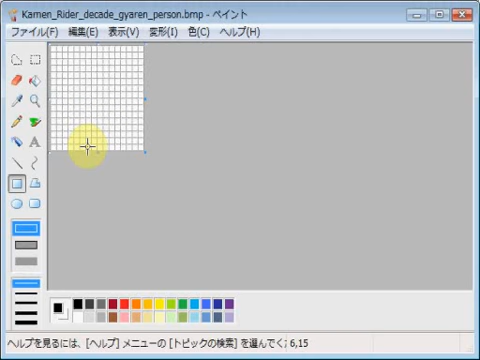 Kamen_Rider_decade_gyaren_person.bmp - ペイント
ファイル(F) 編集(E) 表示(V) 変形(I) 色(C) ヘルプ(H)
A
ヘルプを見るには、[ヘルプ] メニューの [トピックの検索] を選んでく; 6,15